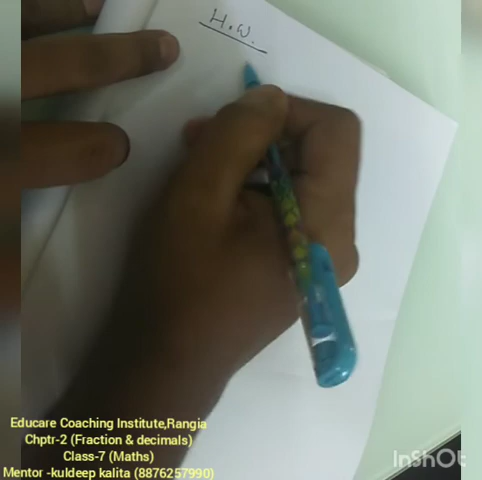 H.W.
Educare Coaching Institute,Rangia
Chptr-2 (Fraction & decimals)
Class-7 (Maths)
Mentor -kuldeep kalita (8876257990)
InShOt